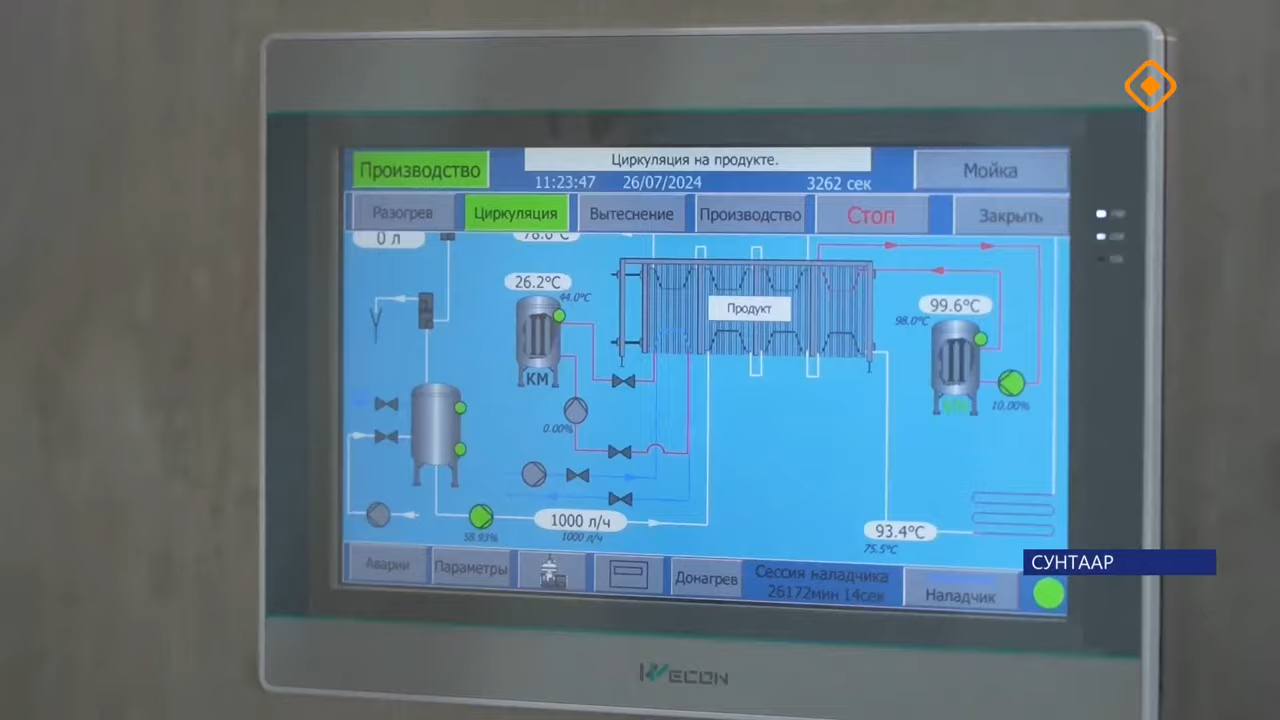 Производство
Циркуляция на продукте.
11:23:47 26/07/2024 3262 сек
Мойка
Разогрев
Циркуляция
Вытеснение
Производство
Стоп
Закрыть
0 л
78.0°C
26.2°C
44.0°C
КМ
0.00%
Продукт
99.6°C
98.0°C
10.00%
1000 л/ч
1000 л/ч
93.4°C
75.5°C
Аварии
Параметры
Донагрев
Сессия наладчика
26172мин 14сек
Наладчик
СУНТААР
WECON